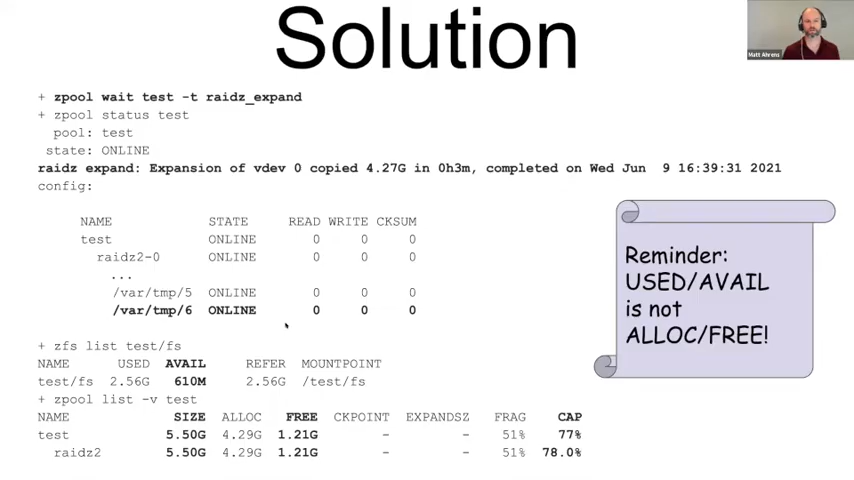 Solution
Matt Ahrens
+ zpool wait test -t raidz_expand
+ zpool status test
pool: test
state: ONLINE
raidz expand: Expansion of vdev 0 copied 4.27G in 0h3m, completed on Wed Jun  9 16:39:31 2021
config:
NAME STATE READ WRITE CKSUM
test ONLINE 0 0 0
raidz2-0 ONLINE 0 0 0
...
/var/tmp/5 ONLINE 0 0 0
/var/tmp/6 ONLINE 0 0 0
Reminder:
USED/AVAIL
is not
ALLOC/FREE!
+ zfs list test/fs
NAME USED AVAIL REFER MOUNTPOINT
test/fs 2.56G 610M 2.56G /test/fs
+ zpool list -v test
NAME SIZE ALLOC FREE CKPOINT EXPANDSZ FRAG CAP
test 5.50G 4.29G 1.21G - - 51% 77%
raidz2 5.50G 4.29G 1.21G - - 51% 78.0%